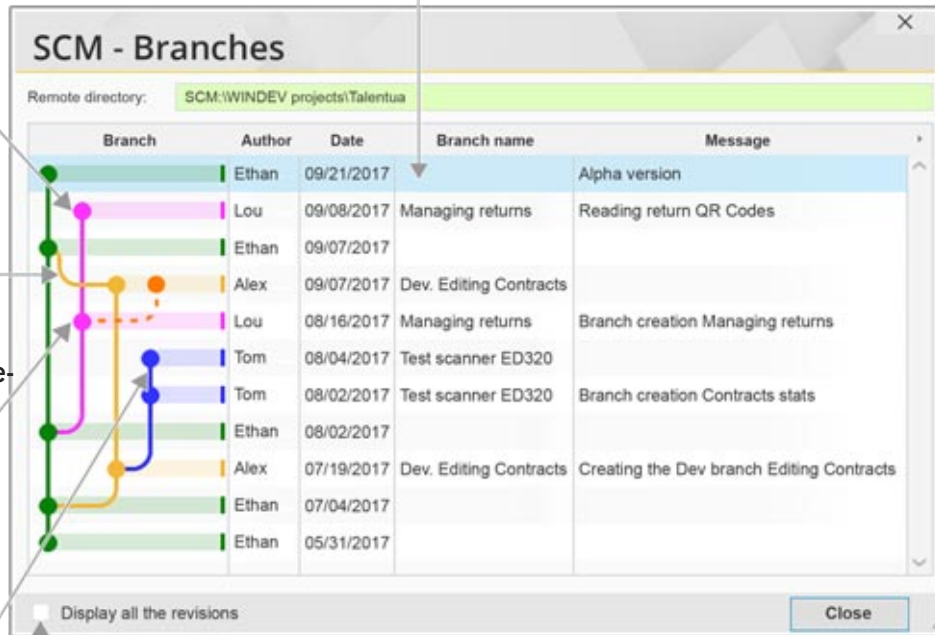 SCM - Branches
Remote directory: SCM:\WINDEV projects\Talentua
Branch Author Date Branch name Message
Ethan 09/21/2017 Alpha version
Lou 09/08/2017 Managing returns Reading return QR Codes
Ethan 09/07/2017
Alex 09/07/2017 Dev. Editing Contracts
Lou 08/16/2017 Managing returns Branch creation Managing returns
Tom 08/04/2017 Test scanner ED320
e-
Tom 08/02/2017 Test scanner ED320 Branch creation Contracts stats
Ethan 08/02/2017
Alex 07/19/2017 Dev. Editing Contracts Creating the Dev branch Editing Contracts
Ethan 07/04/2017
Ethan 05/31/2017
Display all the revisions Close